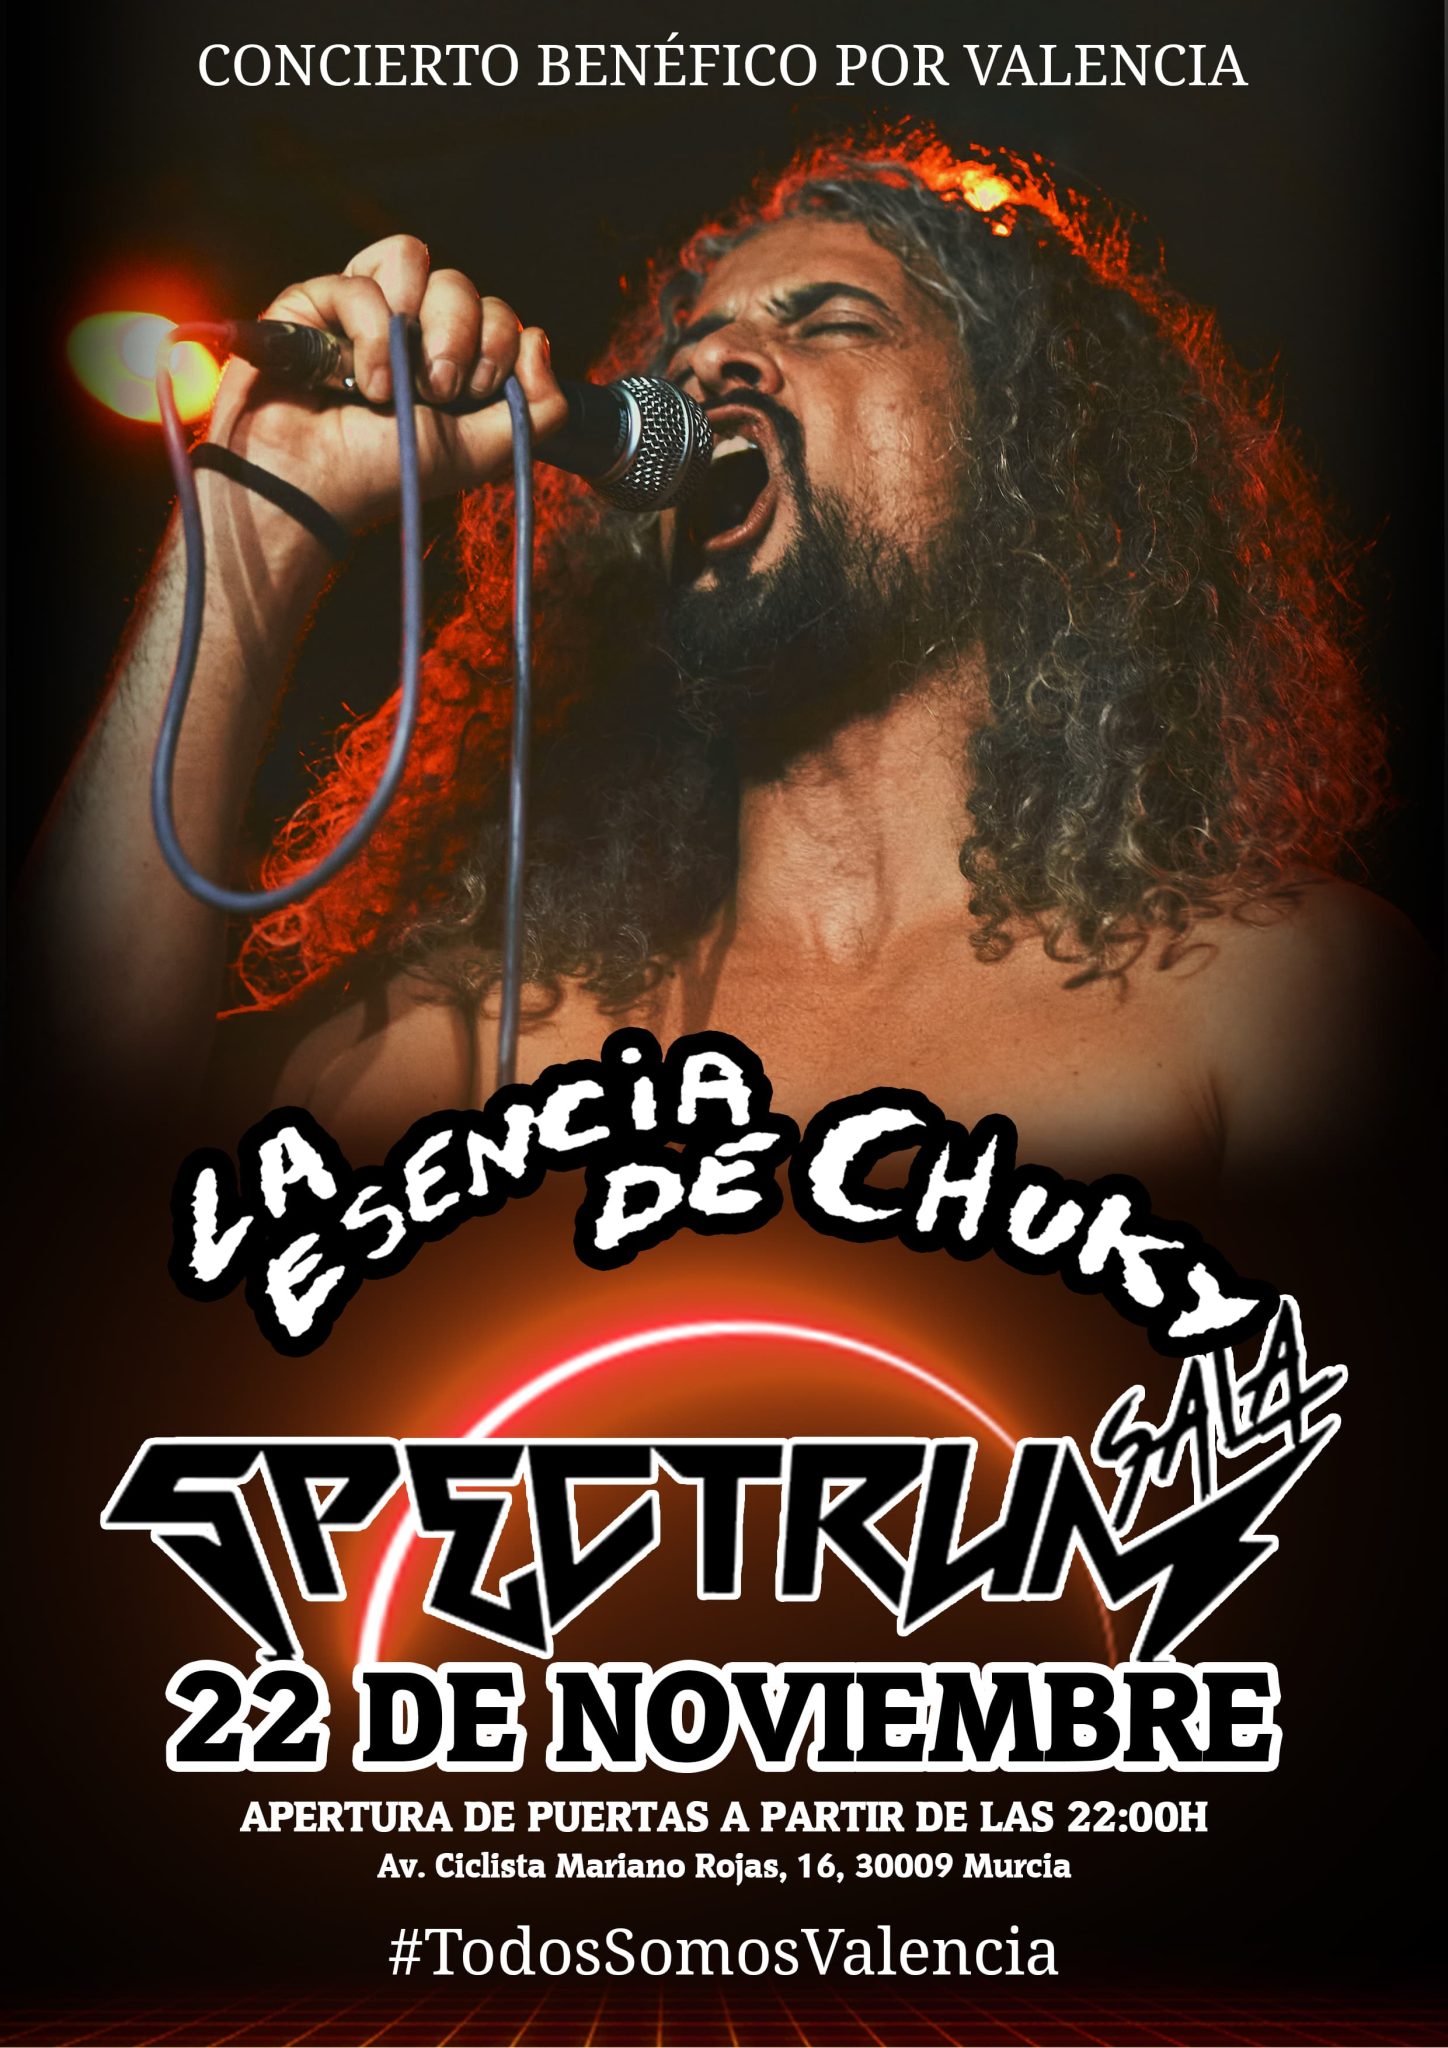 CONCIERTO BENÉFICO POR VALENCIA
LA ESENCIA DE CHUKY
SALA
SPECTRUM
22 DE NOVIEMBRE
APERTURA DE PUERTAS A PARTIR DE LAS 22:00H
Av. Ciclista Mariano Rojas, 16, 30009 Murcia
#TodosSomosValencia